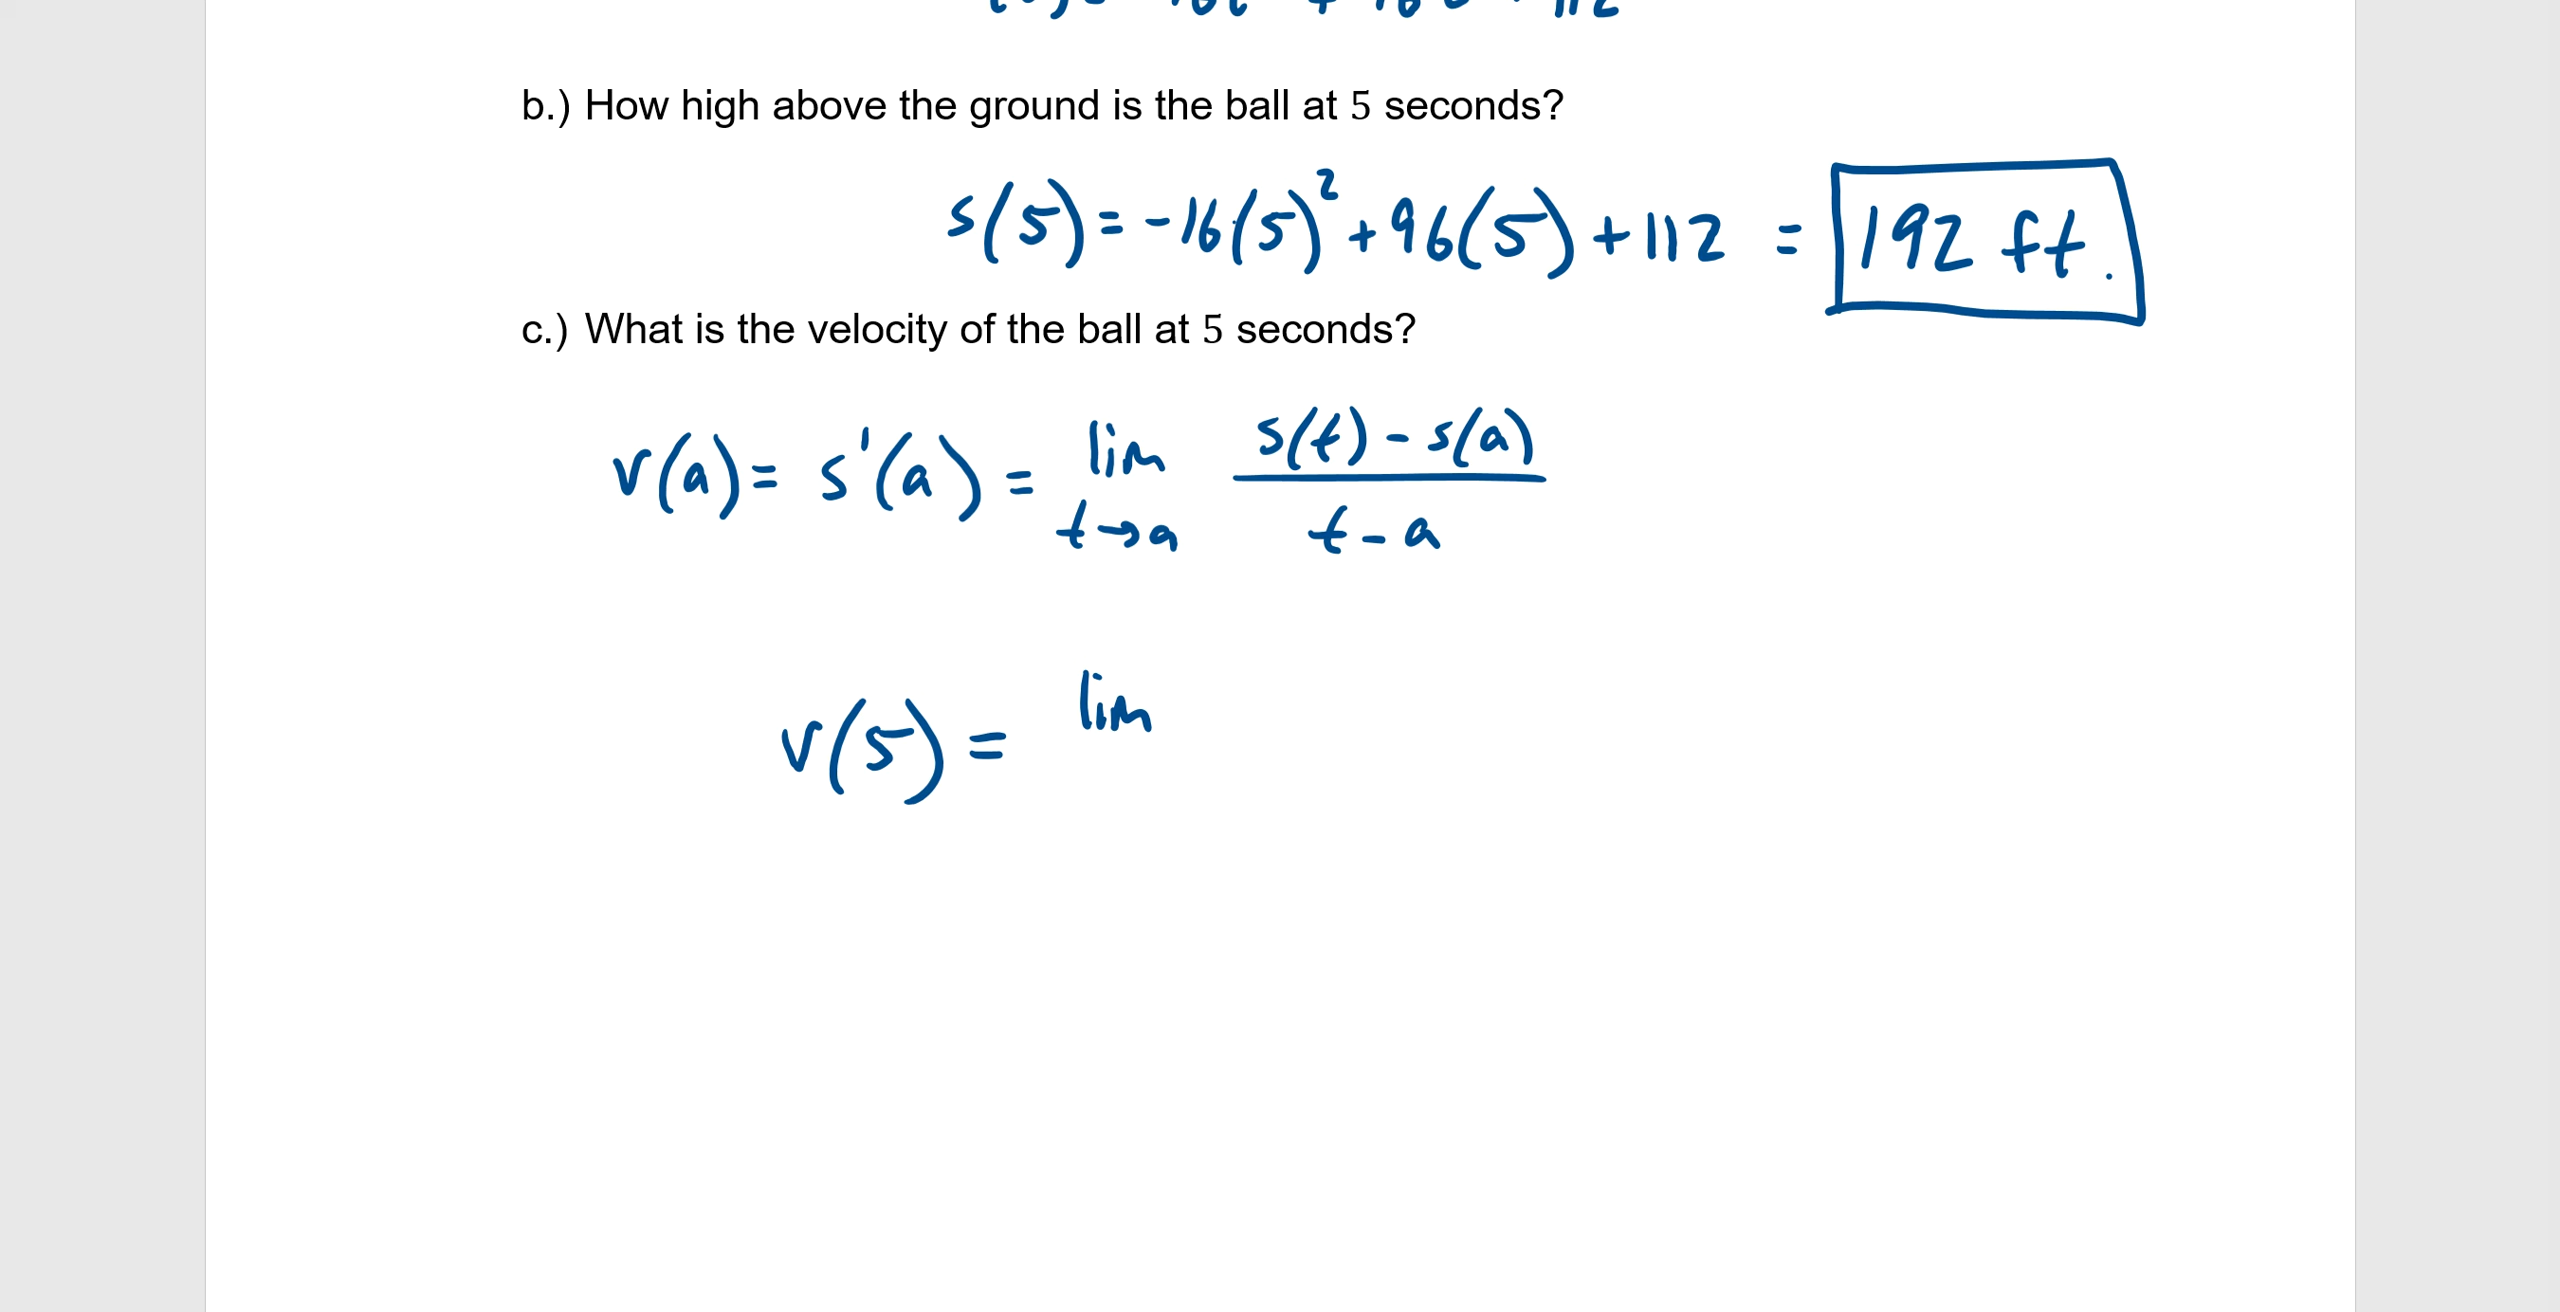 b.) How high above the ground is the ball at 5 seconds?
s(5) = -16(5)² + 96(5) + 112 = 192 ft.
c.) What is the velocity of the ball at 5 seconds?
v(a) = s'(a) = lim t→a (s(t) - s(a)) / (t - a)
v(5) = lim